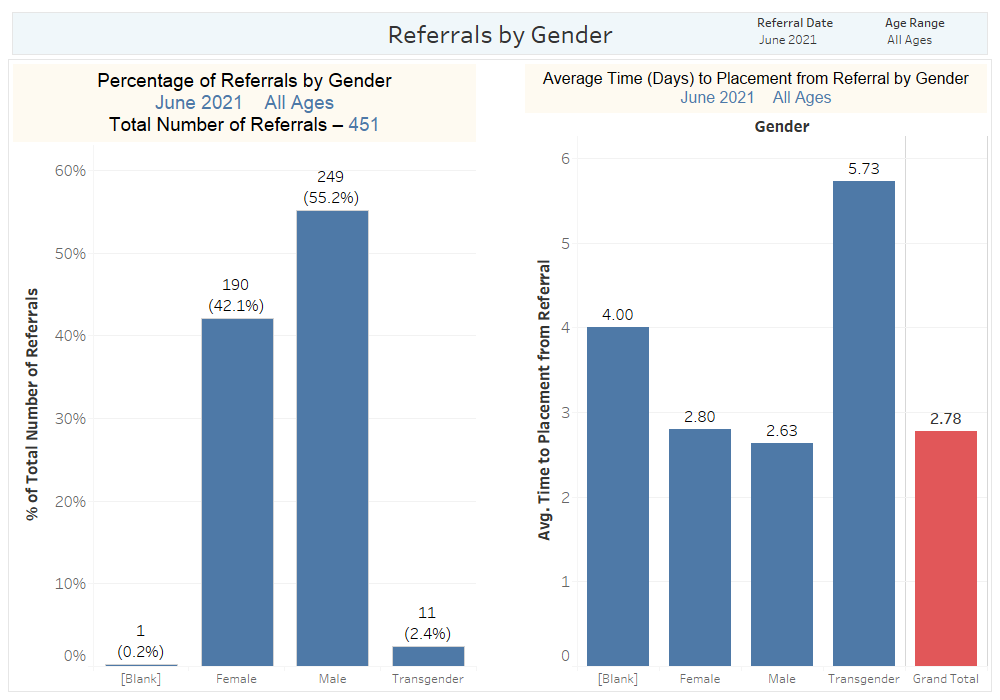 Referrals by Gender
Referral Date
June 2021
Age Range
All Ages
Percentage of Referrals by Gender
June 2021 All Ages
Total Number of Referrals – 451
% of Total Number of Referrals
60%
50%
40%
30%
20%
10%
0%
1
(0.2%)
190
(42.1%)
249
(55.2%)
11
(2.4%)
[Blank]
Female
Male
Transgender
Average Time (Days) to Placement from Referral by Gender
June 2021 All Ages
Gender
Avg. Time to Placement from Referral
6
5
4
3
2
1
0
4.00
2.80
2.63
5.73
2.78
[Blank]
Female
Male
Transgender
Grand Total